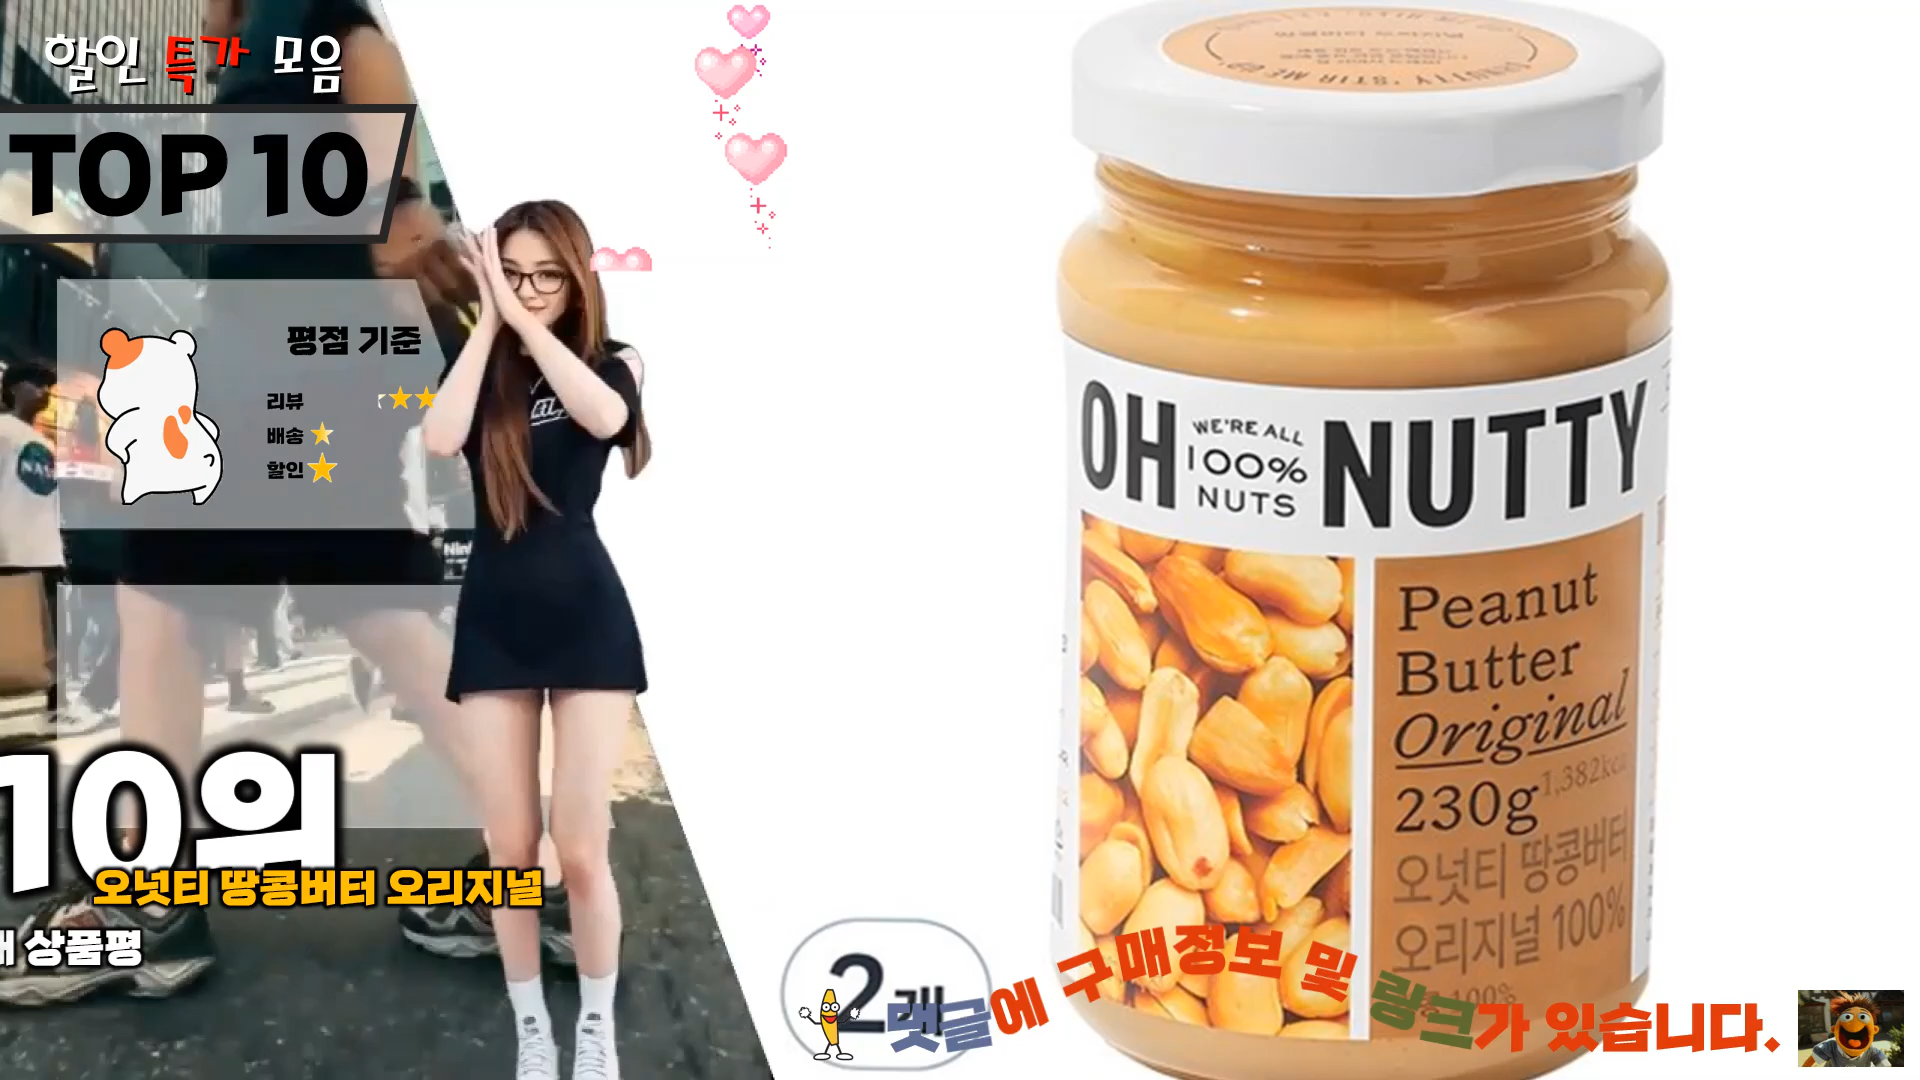 할인 특가 모음
TOP 10
평점 기준
리뷰
배송
할인
10위
오넛티 땅콩버터 오리지널
상품평
OH WE'RE ALL 100% NUTS NUTTY
Peanut
Butter
Original
230g 1,382kcal
오넛티 땅콩버터
오리지널 100%
2개
댓글에 구매정보 및 링크가 있습니다.